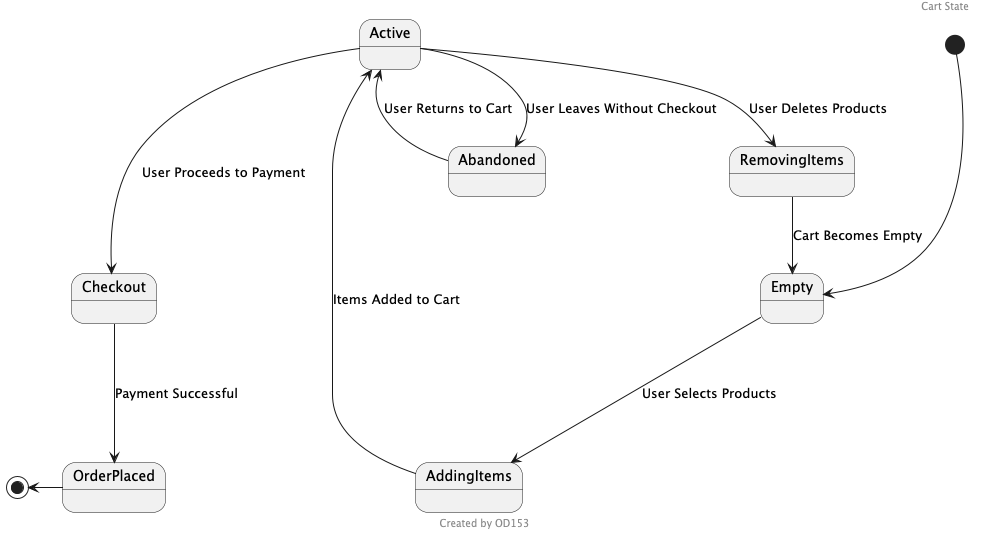 Cart State
Active
User Returns to Cart
User Leaves Without Checkout
User Deletes Products
Abandoned
RemovingItems
User Proceeds to Payment
Cart Becomes Empty
Checkout
Empty
Items Added to Cart
Payment Successful
User Selects Products
OrderPlaced
AddingItems
Created by OD153